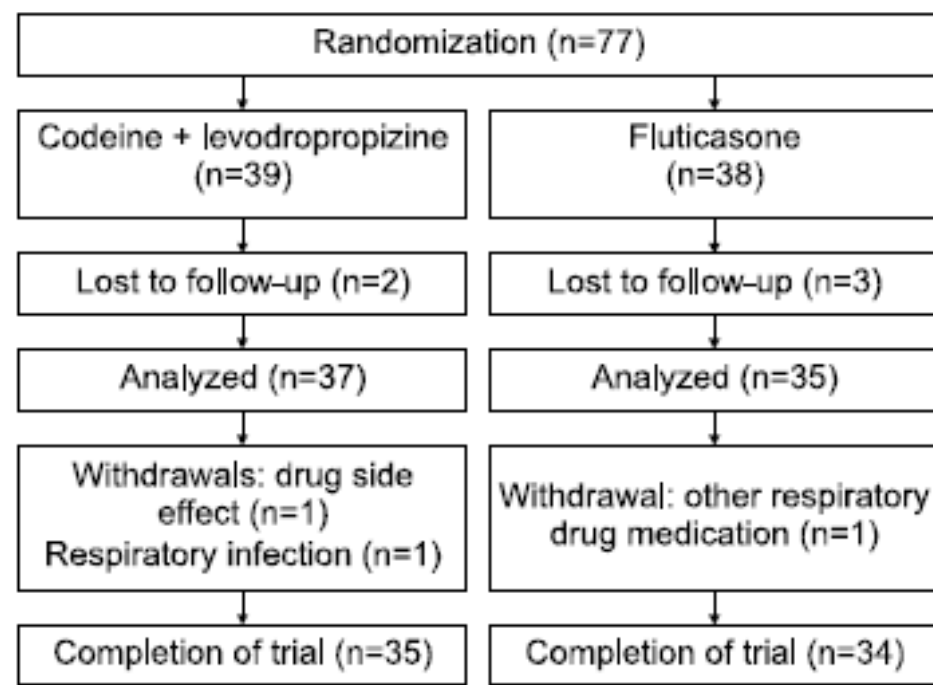 Randomization (n=77)
Codeine + levodropropizine
(n=39)
Fluticasone
(n=38)
Lost to follow-up (n=2)
Lost to follow-up (n=3)
Analyzed (n=37)
Analyzed (n=35)
Withdrawals: drug side
effect (n=1)
Respiratory infection (n=1)
Withdrawal: other respiratory
drug medication (n=1)
Completion of trial (n=35)
Completion of trial (n=34)